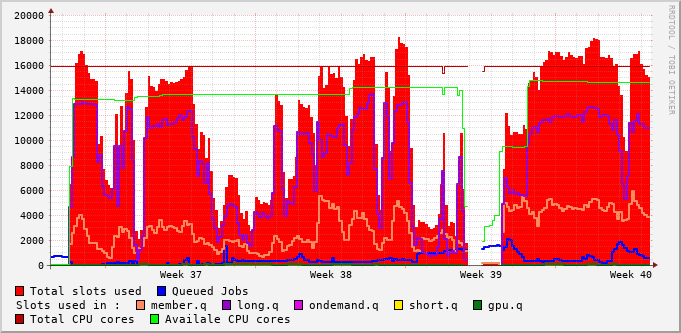 20000
18000
16000
14000
12000
10000
8000
6000
4000
2000
0
Week 37 Week 38 Week 39 Week 40
RRDTOOL / TOBI OETIKER
Total slots used Queued Jobs
Slots used in : member.q long.q ondemand.q short.q gpu.q
Total CPU cores Availale CPU cores